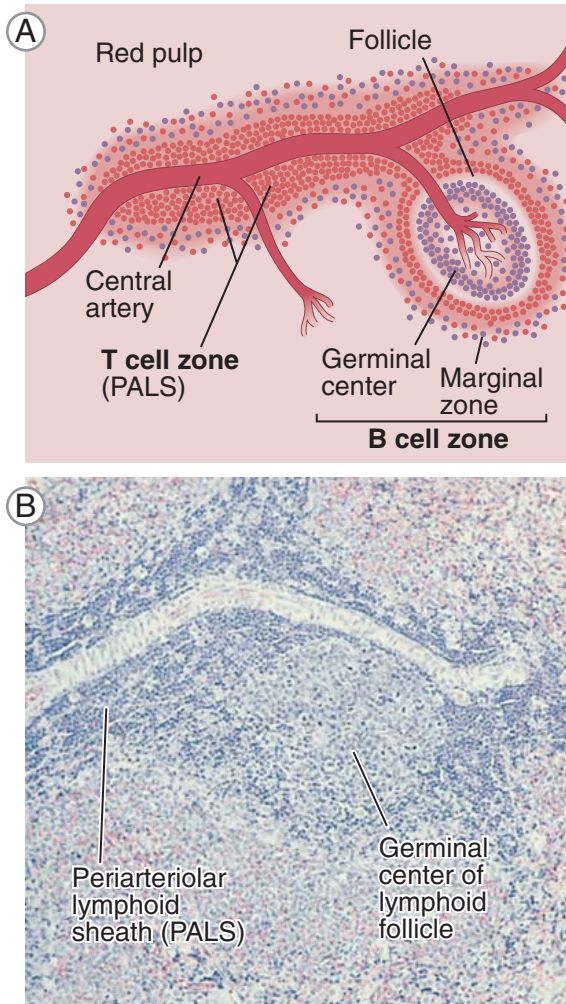 A
Red pulp
Follicle
Central
artery
T cell zone
(PALS)
Germinal
center
Marginal
zone
B cell zone
B
Periarteriolar
lymphoid
sheath (PALS)
Germinal
center of
lymphoid
follicle